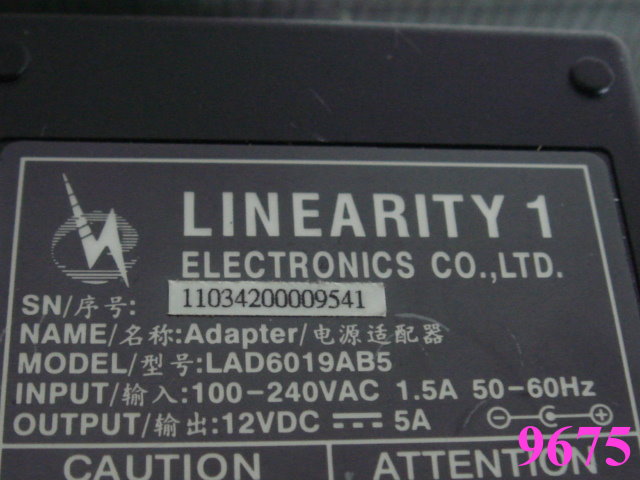 LINEARITY 1
ELECTRONICS CO.,LTD.
SN/序号: 11034200009541
NAME/名称:Adapter/电源适配器
MODEL/型号:LAD6019AB5
INPUT/输入:100-240VAC 1.5A 50-60Hz
OUTPUT/输出:12VDC 5A
9675
CAUTION ATTENTION